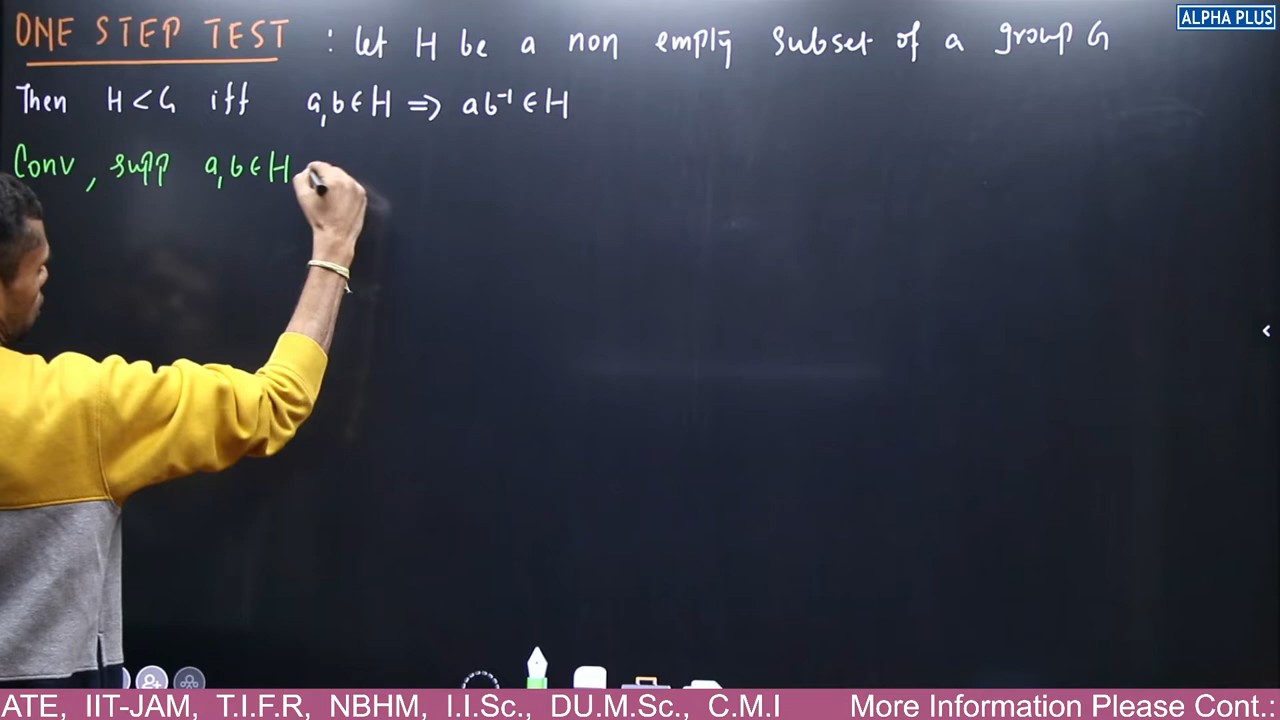 ALPHA PLUS
ONE STEP TEST : let H be a non empty subset of a group G
Then H < G iff a,b ∈ H ⇒ ab⁻¹ ∈ H
Conv, supp a,b ∈ H
ATE, IIT-JAM, T.I.F.R, NBHM, I.I.Sc., DU.M.Sc., C.M.I More Information Please Cont.: